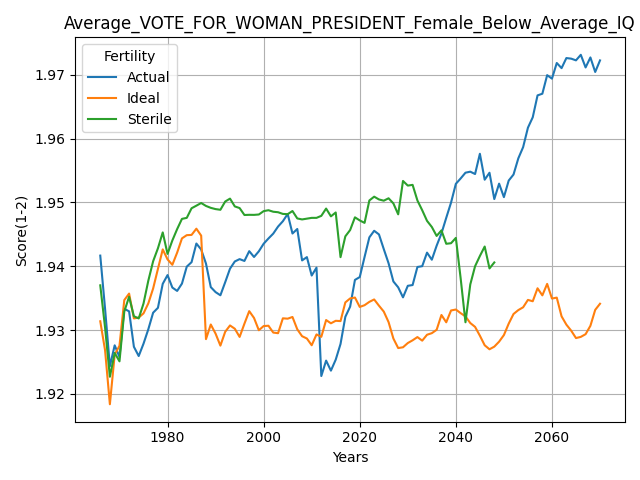 Average_VOTE_FOR_WOMAN_PRESIDENT_Female_Below_Average_IQ
Fertility
Actual
Ideal
Sterile
1.97
1.96
1.95
1.94
1.93
1.92
Score(1-2)
1980
2000
2020
2040
2060
Years